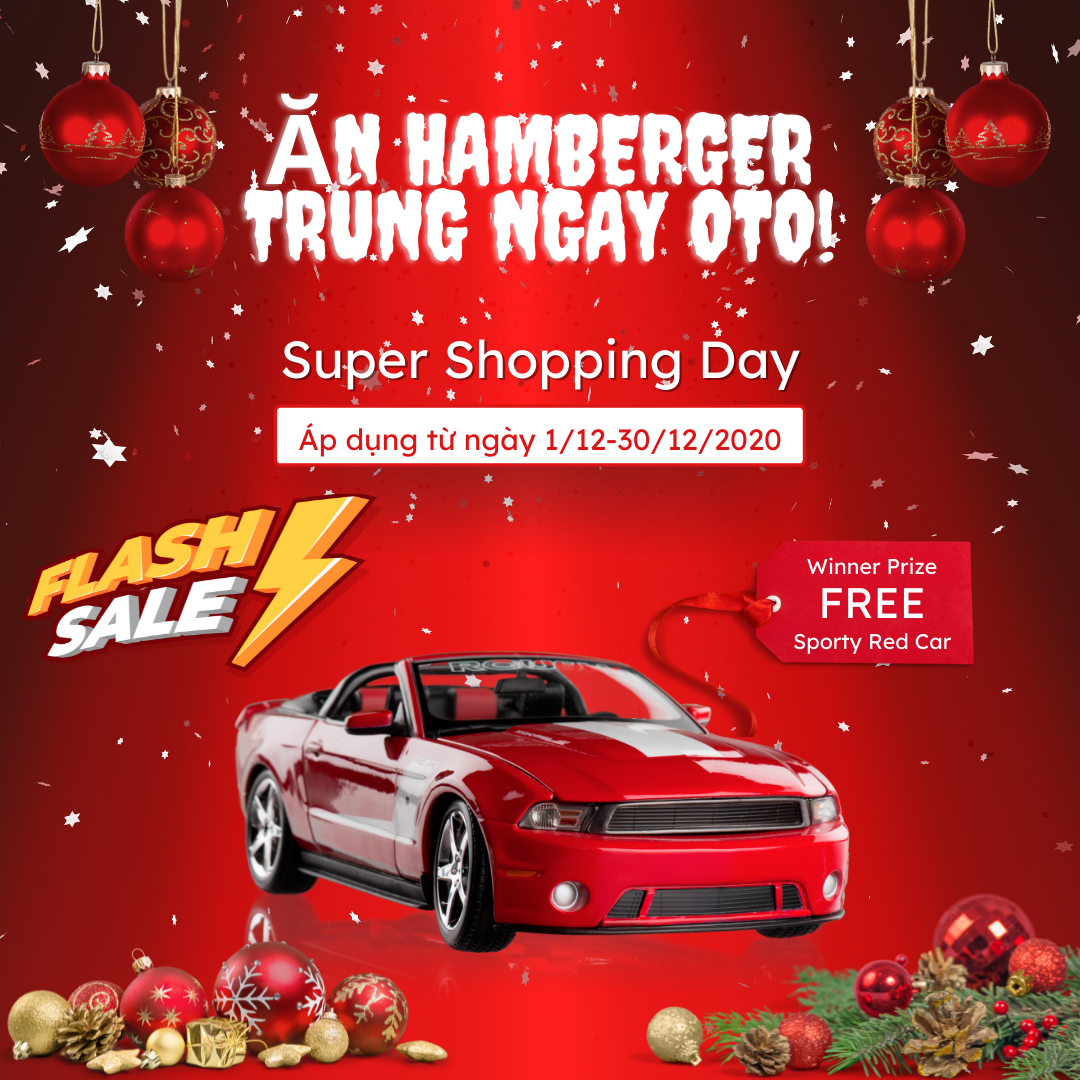 ĂN HAMBERGER
TRÚNG NGAY OTO!
Super Shopping Day
Áp dụng từ ngày 1/12-30/12/2020
FLASH
SALE
Winner Prize
FREE
Sporty Red Car